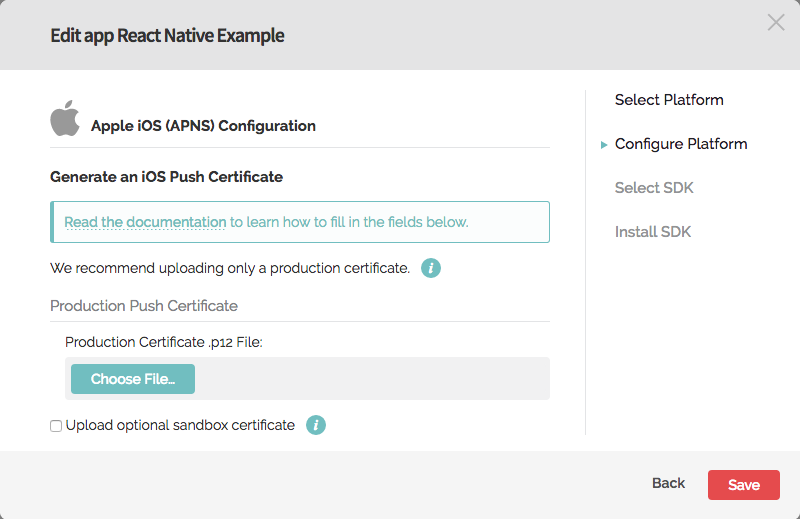 Edit app React Native Example
Apple iOS (APNS) Configuration
Generate an iOS Push Certificate
Read the documentation to learn how to fill in the fields below.
We recommend uploading only a production certificate. i
Production Push Certificate
Production Certificate .p12 File:
Choose File...
Upload optional sandbox certificate i
Select Platform
Configure Platform
Select SDK
Install SDK
Back
Save